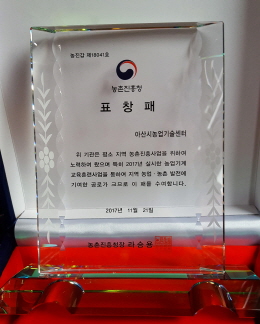 농진감 제18041호
농촌진흥청
표 창 패
아산시농업기술센터
위 기관은 평소 지역 농촌진흥사업을 위하여
노력하여 왔으며 특히 2017년 실시한 농업기계
교육훈련사업을 통하여 지역 농업·농촌 발전에
기여한 공로가 크므로 이 패를 수여합니다.
2017년 11월 21일
농촌진흥청장 라승용